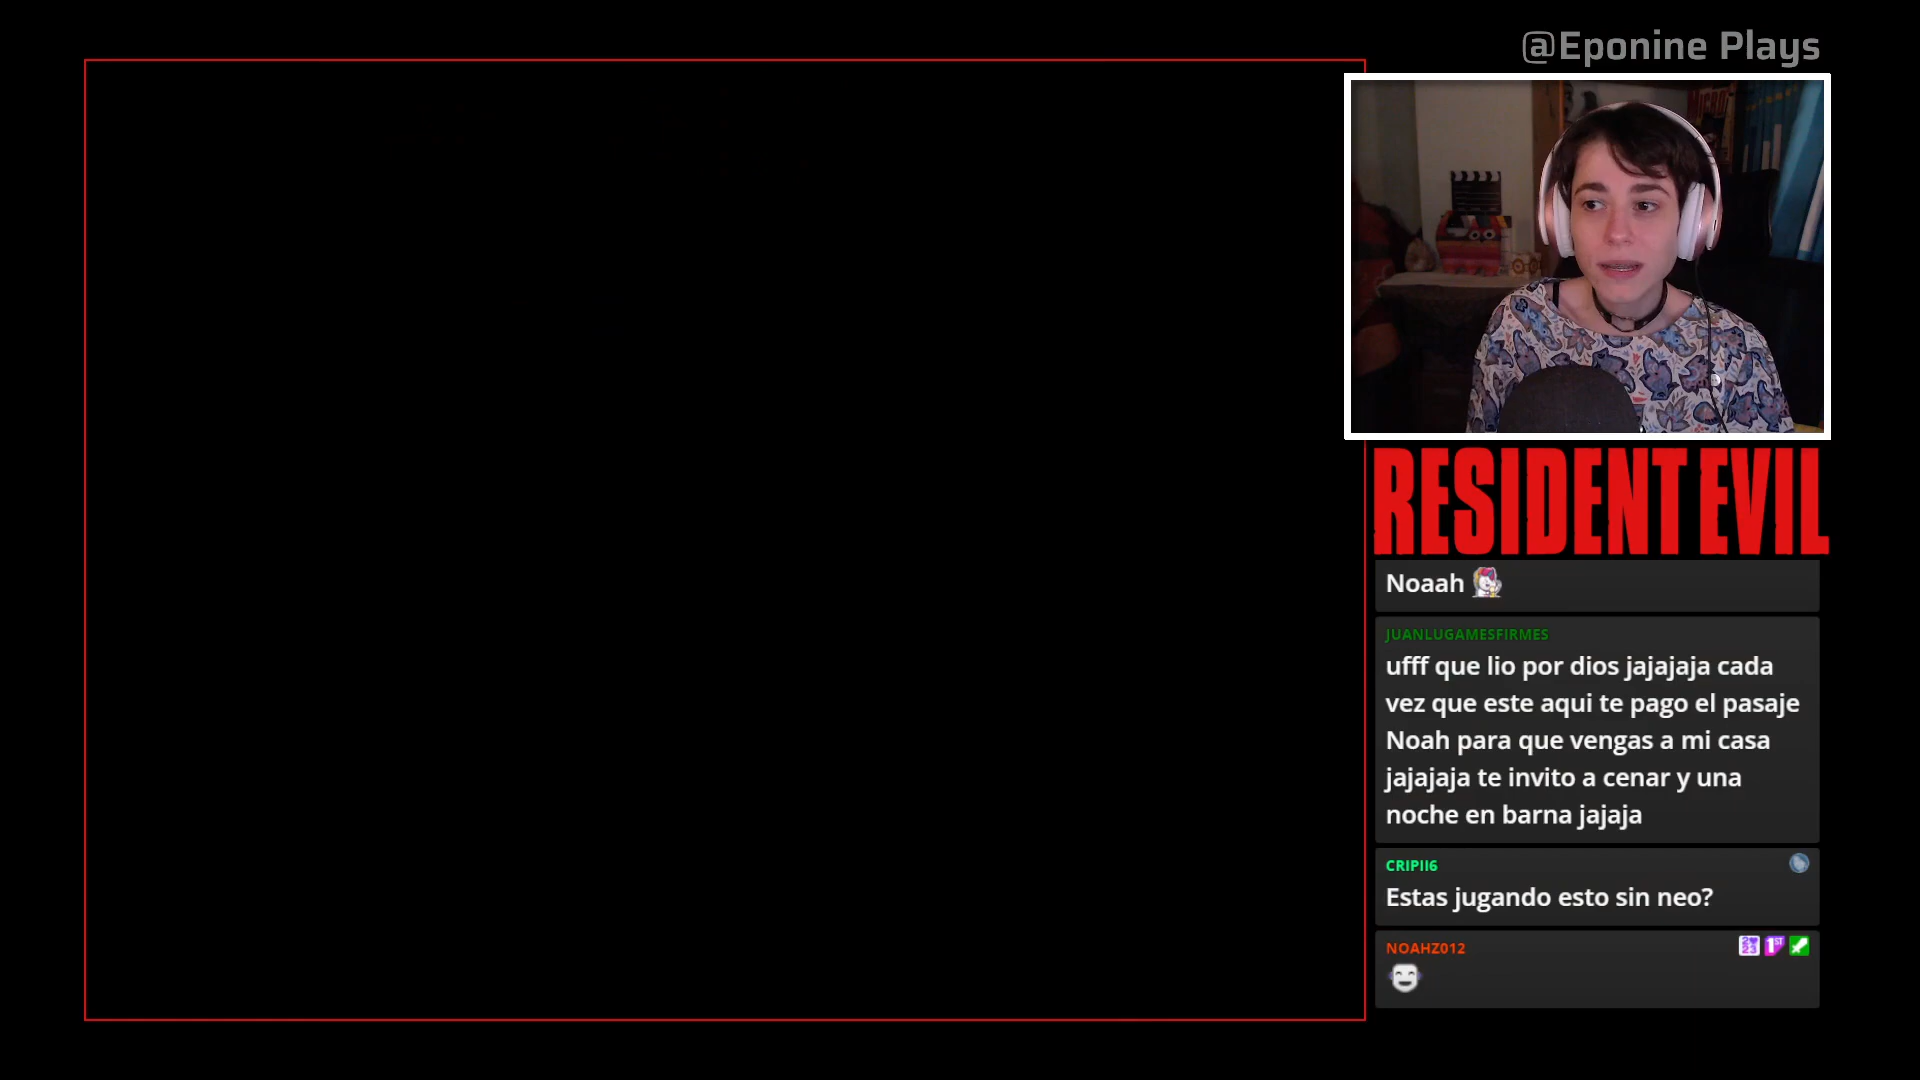 @Eponine Plays
RESIDENT EVIL
Noaah
JUANLUGAMESFIRMES
ufff que lio por dios jajajaja cada
vez que este aqui te pago el pasaje
Noah para que vengas a mi casa
jajajaja te invito a cenar y una
noche en barna jajaja
CRIPII6
Estas jugando esto sin neo?
NOAHZ012